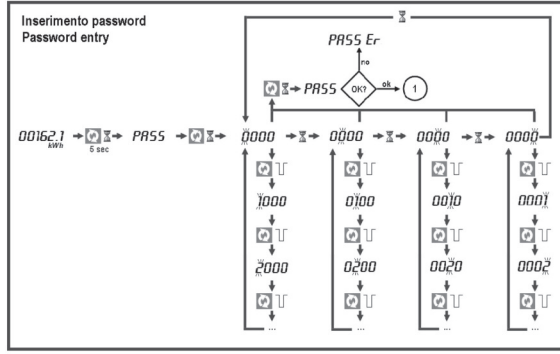 Inserimento password
Password entry
PASS Er
no
PASS OK? ok 1
00162.1 PASS 0000 0000 0000 0000
kWh
5 sec
1000 0100 0010 0001
2000 0200 0020 0002
... ... ... ...